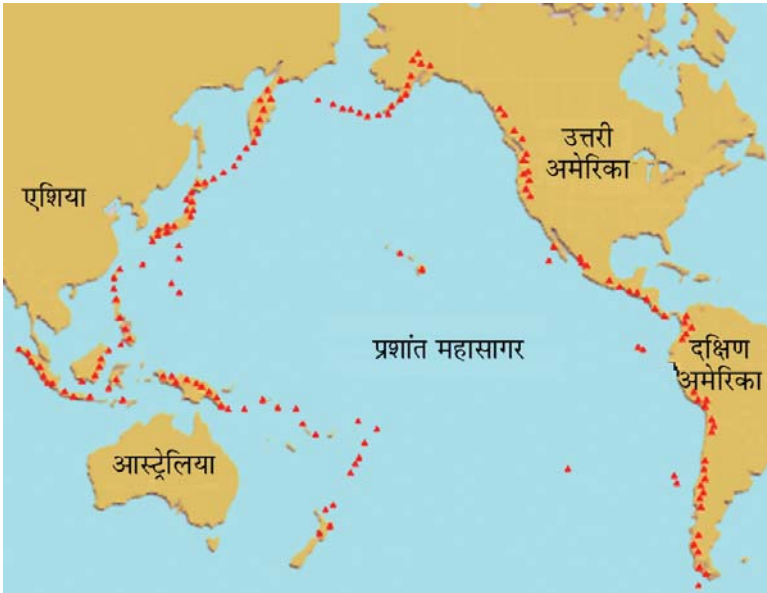 उत्तरी
अमेरिका
एशिया
प्रशांत महासागर
दक्षिण
अमेरिका
आस्ट्रेलिया